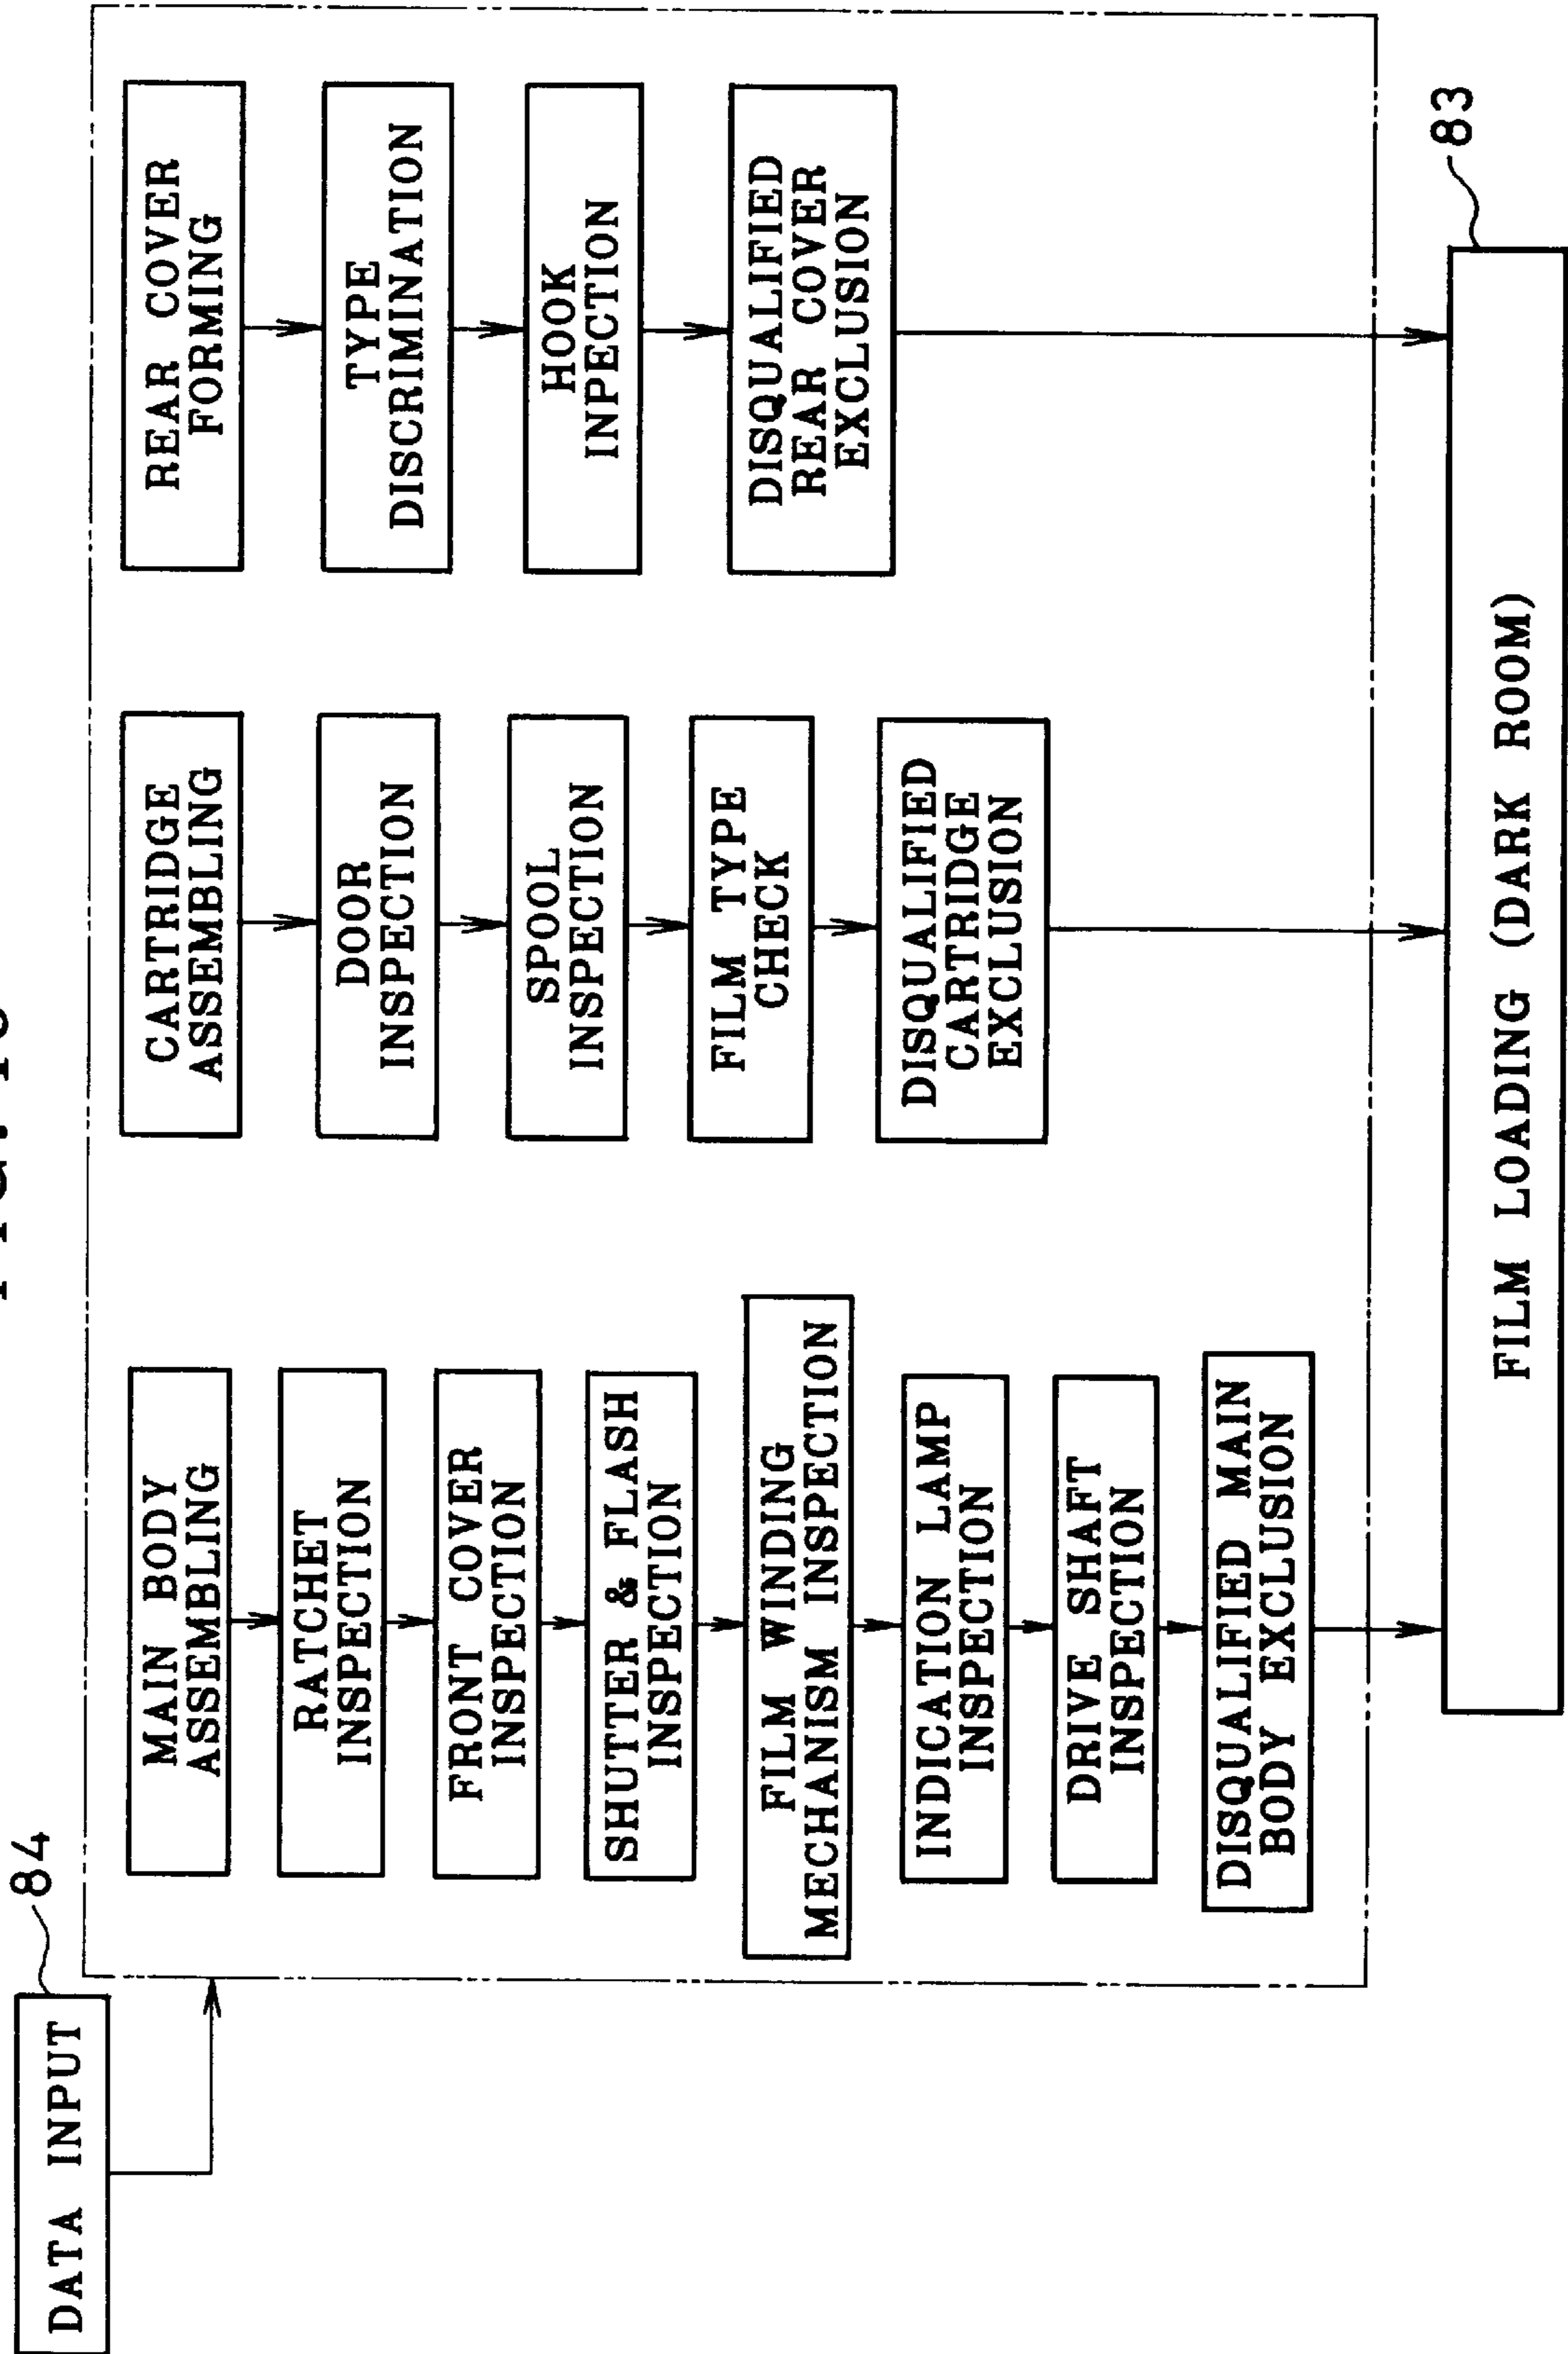 DATA INPUT
84
MAIN BODY
ASSEMBLING
RATCHET
INSPECTION
FRONT COVER
INSPECTION
SHUTTER & FLASH
INSPECTION
FILM WINDING
MECHANISM INSPECTION
INDICATION LAMP
INSPECTION
DRIVE SHAFT
INSPECTION
DISQUALIFIED MAIN
BODY EXCLUSION
CARTRIDGE
ASSEMBLING
DOOR
INSPECTION
SPOOL
INSPECTION
FILM TYPE
CHECK
DISQUALIFIED
CARTRIDGE
EXCLUSION
REAR COVER
FORMING
TYPE
DISCRIMINATION
HOOK
INPECTION
DISQUALIFIED
REAR COVER
EXCLUSION
FILM LOADING (DARK ROOM)
83